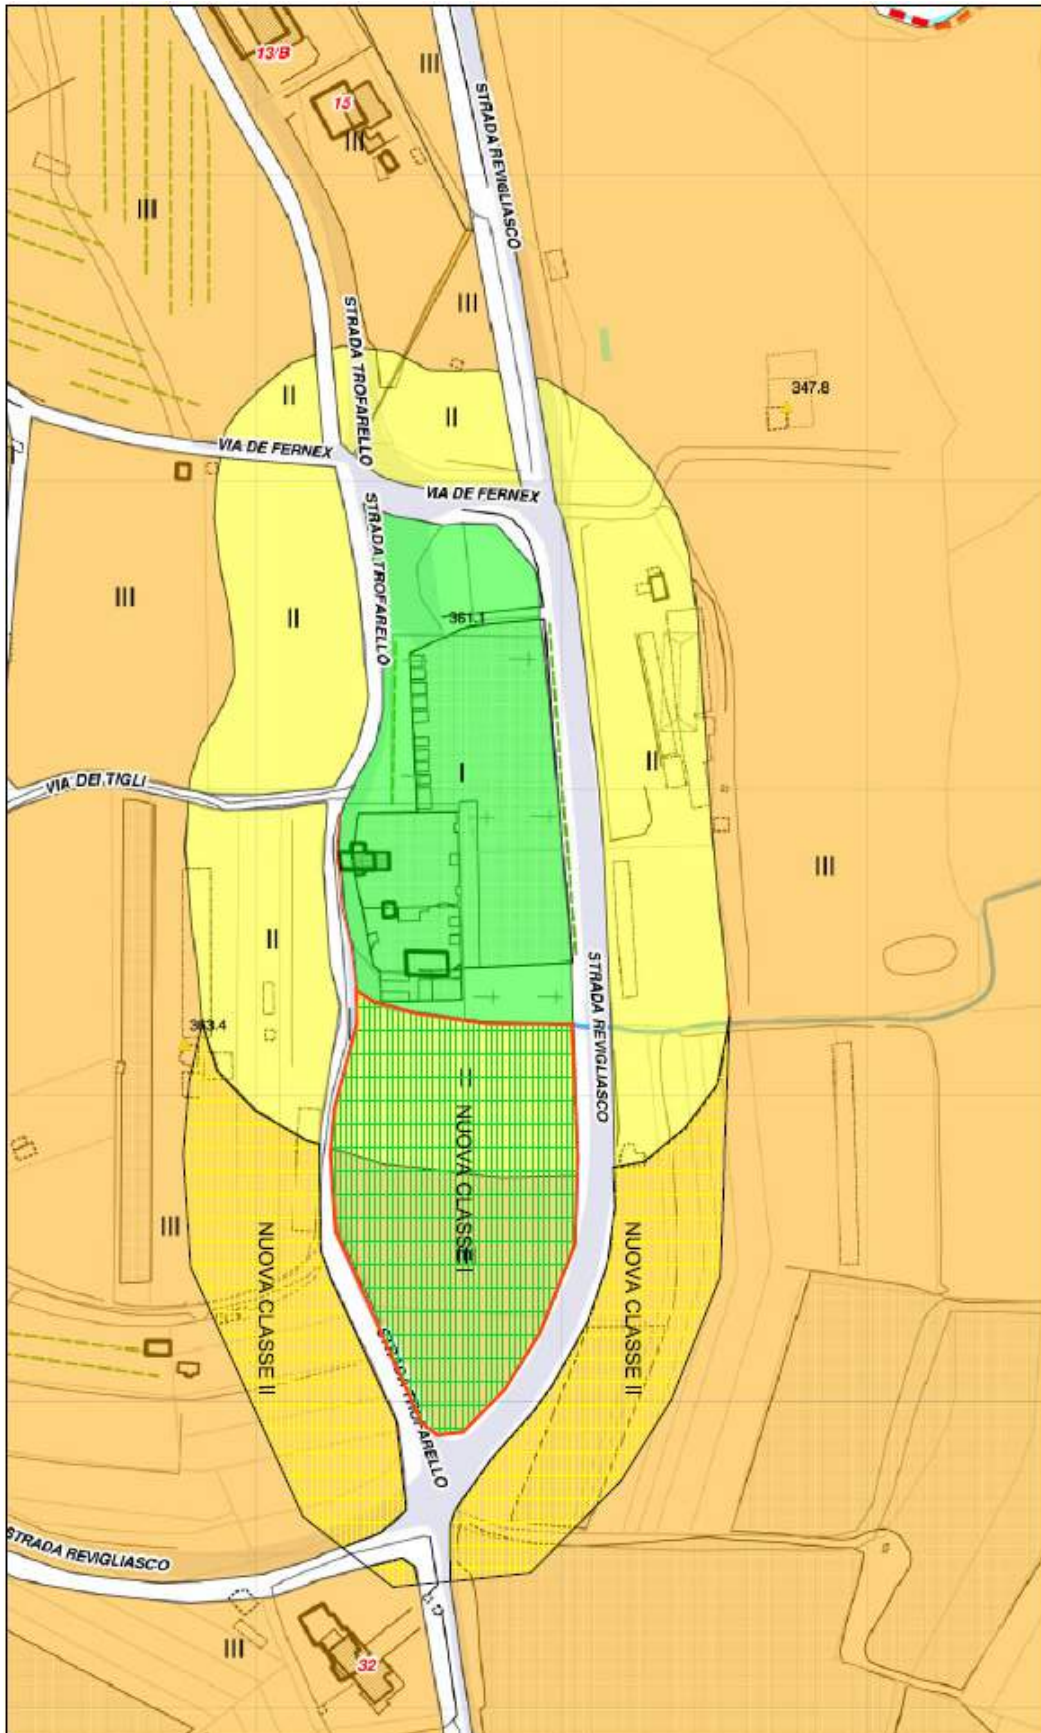 13/B
15
III
III
STRADA REVIGLIASCO
III
III
STRADA TROFARELLO
347.8
II
II
VIA DE FERNEX
VIA DE FERNEX
STRADA TROFARELLO
III
II
361.1
I
II
VIA DEI TIGLI
III
II
STRADA REVIGLIASCO
363.4
NUOVA CLASSE I
III
NUOVA CLASSE II
NUOVA CLASSE II
STRADA TROFARELLO
STRADA REVIGLIASCO
III
32